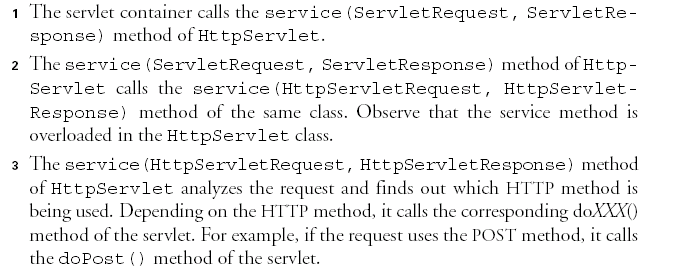 1 The servlet container calls the service(ServletRequest, ServletRe-
sponse) method of HttpServlet.
2 The service(ServletRequest, ServletResponse) method of Http-
Servlet calls the service(HttpServletRequest, HttpServlet-
Response) method of the same class. Observe that the service method is
overloaded in the HttpServlet class.
3 The service(HttpServletRequest, HttpServletResponse) method
of HttpServlet analyzes the request and finds out which HTTP method is
being used. Depending on the HTTP method, it calls the corresponding doXXX()
method of the servlet. For example, if the request uses the POST method, it calls
the doPost() method of the servlet.